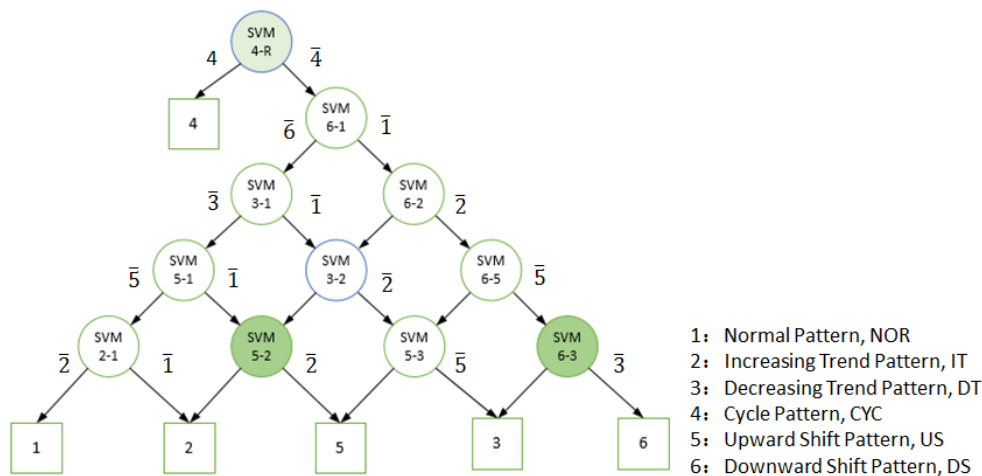 SVM
4-R
4
4̅
4
SVM
6-1
6̅
1̅
SVM
3-1
SVM
6-2
3̅
1̅
2̅
SVM
5-1
SVM
3-2
SVM
6-5
5̅
1̅
2̅
5̅
SVM
2-1
SVM
5-2
SVM
5-3
SVM
6-3
2̅
1̅
2̅
5̅
3̅
1
2
5
3
6
1: Normal Pattern, NOR
2: Increasing Trend Pattern, IT
3: Decreasing Trend Pattern, DT
4: Cycle Pattern, CYC
5: Upward Shift Pattern, US
6: Downward Shift Pattern, DS